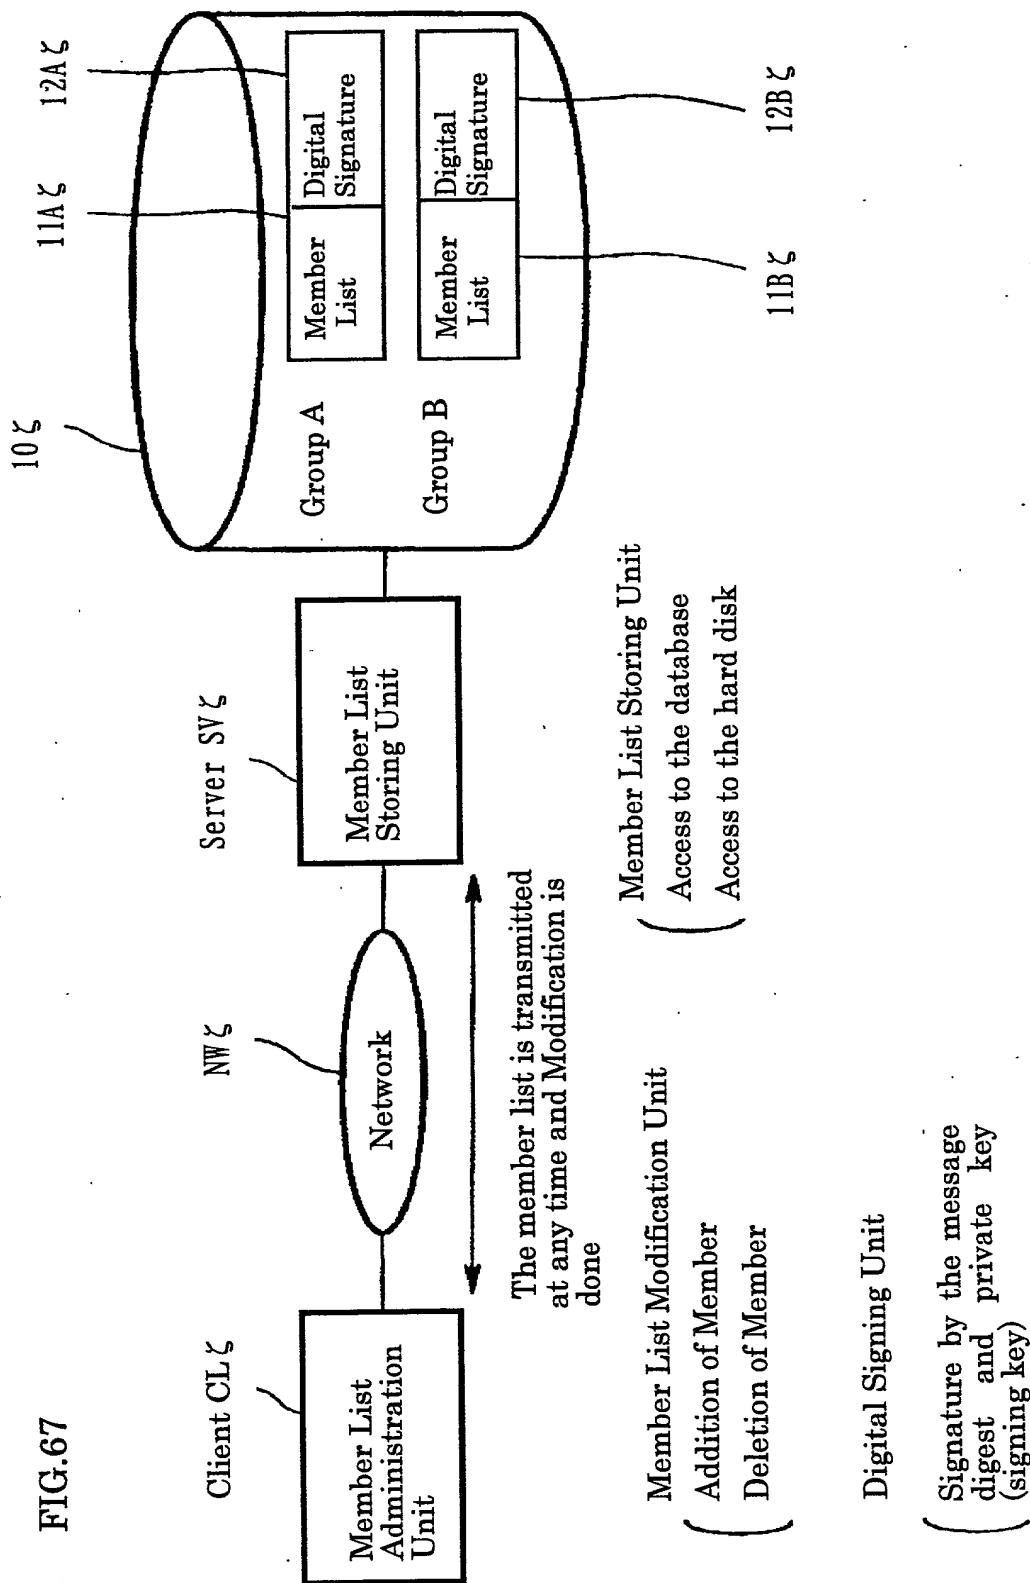 FIG.67
Client CLζ
Member List
Administration
Unit
NWζ
Network
Server SVζ
Member List
Storing Unit
10ζ
11Aζ
12Aζ
Group A
Member
List
Digital
Signature
Group B
Member
List
Digital
Signature
11Bζ
12Bζ
The member list is transmitted
at any time and Modification is
done
Member List Modification Unit
Addition of Member
Deletion of Member
Member List Storing Unit
Access to the database
Access to the hard disk
Digital Signing Unit
Signature by the message
digest and private key
(signing key)